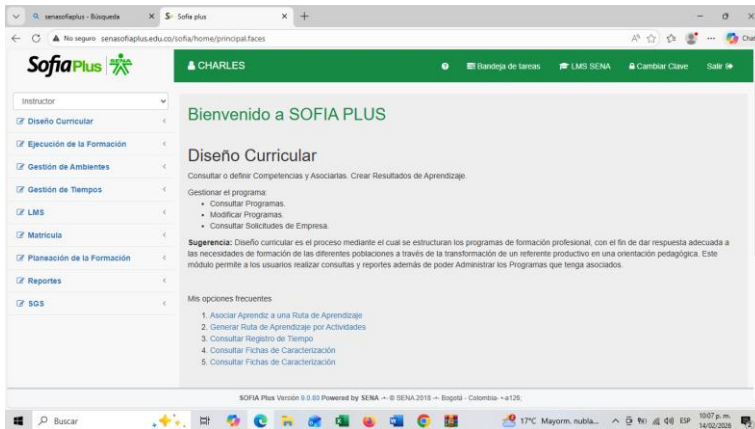 senasofiaplus - Búsqueda
Sofia plus
No seguro
senasofiaplus.edu.co/sofia/home/principal.faces
Chat
Sofia Plus
SENA
CHARLES
Bandeja de tareas
LMS SENA
Cambiar Clave
Salir
Instructor
Diseño Curricular
Ejecución de la Formación
Gestión de Ambientes
Gestión de Tiempos
LMS
Matricula
Planeación de la Formación
Reportes
SGS
Bienvenido a SOFIA PLUS
Diseño Curricular
Consultar o definir Competencias y Asociarlas. Crear Resultados de Aprendizaje.
Gestionar el programa:
• Consultar Programas.
• Modificar Programas.
• Consultar Solicitudes de Empresa.
Sugerencia: Diseño curricular es el proceso mediante el cual se estructuran los programas de formación profesional, con el fin de dar respuesta adecuada a
las necesidades de formación de las diferentes poblaciones a través de la transformación de un referente productivo en una orientación pedagógica. Este
módulo permite a los usuarios realizar consultas y reportes además de poder Administrar los Programas que tenga asociados.
Mis opciones frecuentes
1. Asociar Aprendiz a una Ruta de Aprendizaje
2. Generar Ruta de Aprendizaje por Actividades
3. Consultar Registro de Tiempo
4. Consultar Fichas de Caracterización
5. Consultar Fichas de Caracterización
SOFIA Plus Versión 9.0.80 Powered by SENA -•- © SENA 2018 -•- Bogotá - Colombia- •-a126;
Buscar
17°C Mayorm. nubla...
ESP
10:07 p. m.
14/02/2026